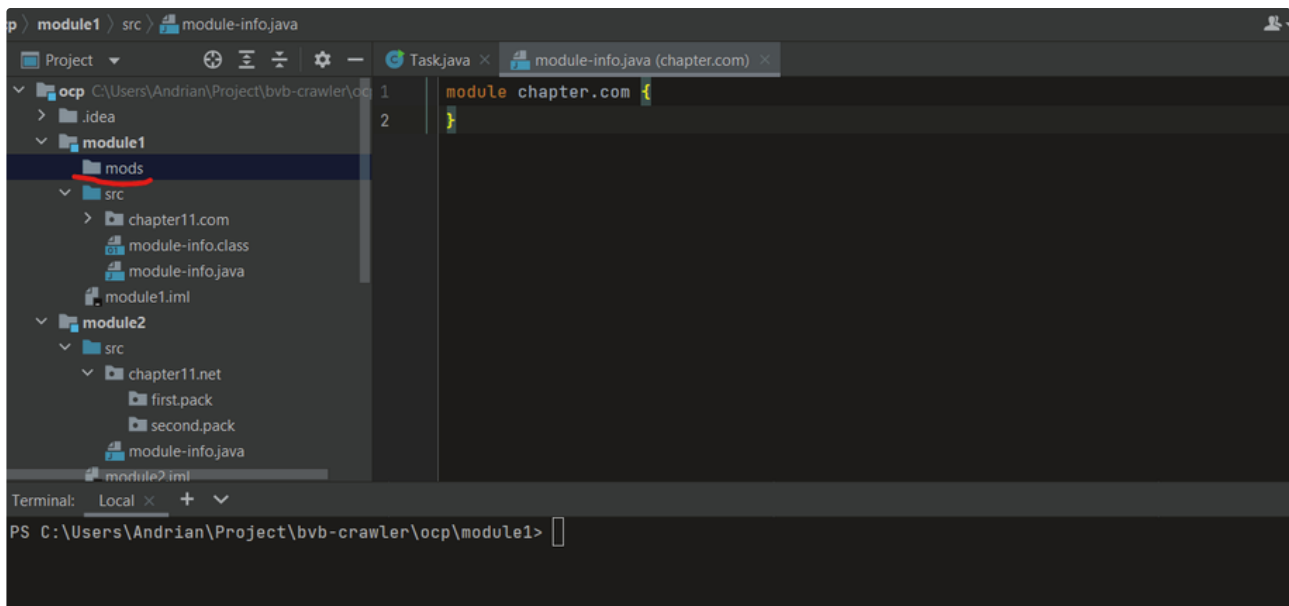 p 〉 module1 〉 src 〉 module-info.java
Project
Task.java ×
module-info.java (chapter.com) ×
ocp C:\Users\Andrian\Project\bvb-crawler\oc
.idea
module1
mods
src
chapter11.com
module-info.class
module-info.java
module1.iml
module2
src
chapter11.net
first.pack
second.pack
module-info.java
module2.iml
1 module chapter.com {
2 }
Terminal: Local × +
PS C:\Users\Andrian\Project\bvb-crawler\ocp\module1>